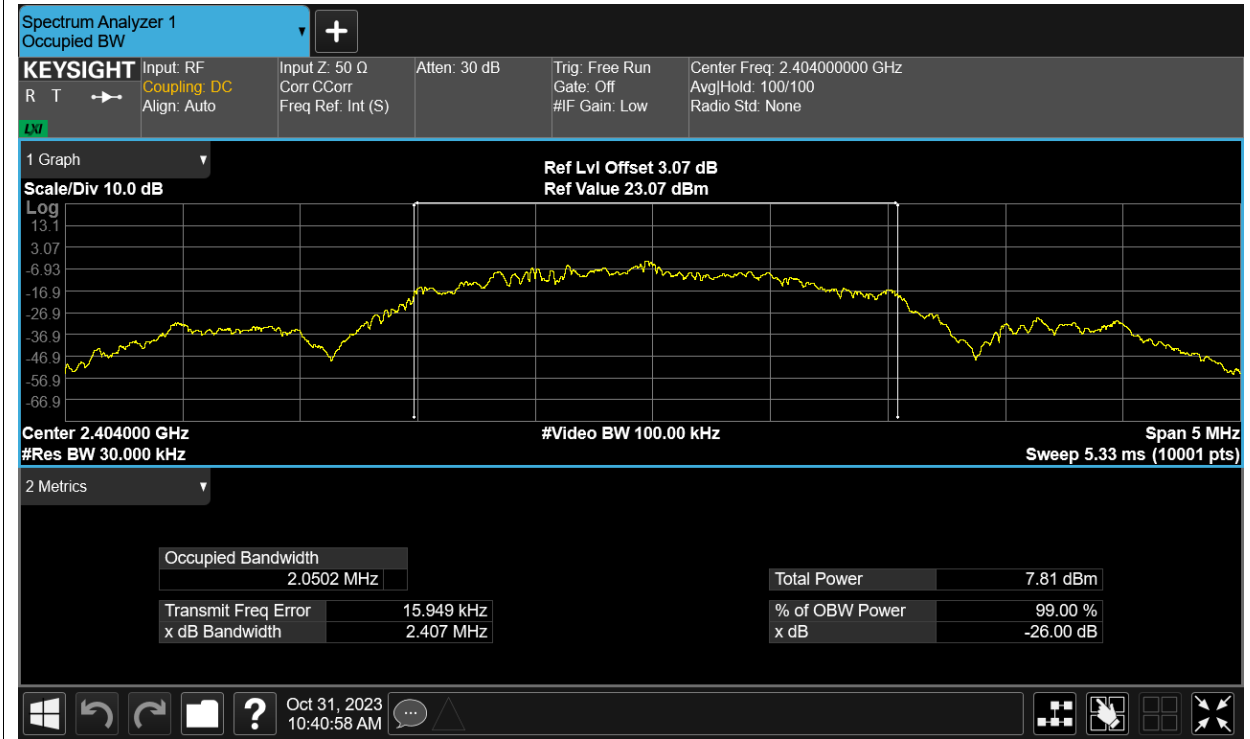 Spectrum Analyzer 1
Occupied BW
KEYSIGHT
R T
LXI
Input: RF
Coupling: DC
Align: Auto
Input Z: 50 Ω
Corr CCorr
Freq Ref: Int (S)
Atten: 30 dB
Trig: Free Run
Gate: Off
#IF Gain: Low
Center Freq: 2.404000000 GHz
Avg|Hold: 100/100
Radio Std: None
1 Graph
Scale/Div 10.0 dB
Ref Lvl Offset 3.07 dB
Ref Value 23.07 dBm
Log
13.1
3.07
-6.93
-16.9
-26.9
-36.9
-46.9
-56.9
-66.9
Center 2.404000 GHz
#Res BW 30.000 kHz
#Video BW 100.00 kHz
Span 5 MHz
Sweep 5.33 ms (10001 pts)
2 Metrics
Occupied Bandwidth
2.0502 MHz
Transmit Freq Error 15.949 kHz
x dB Bandwidth 2.407 MHz
Total Power 7.81 dBm
% of OBW Power 99.00 %
x dB -26.00 dB
?
Oct 31, 2023
10:40:58 AM